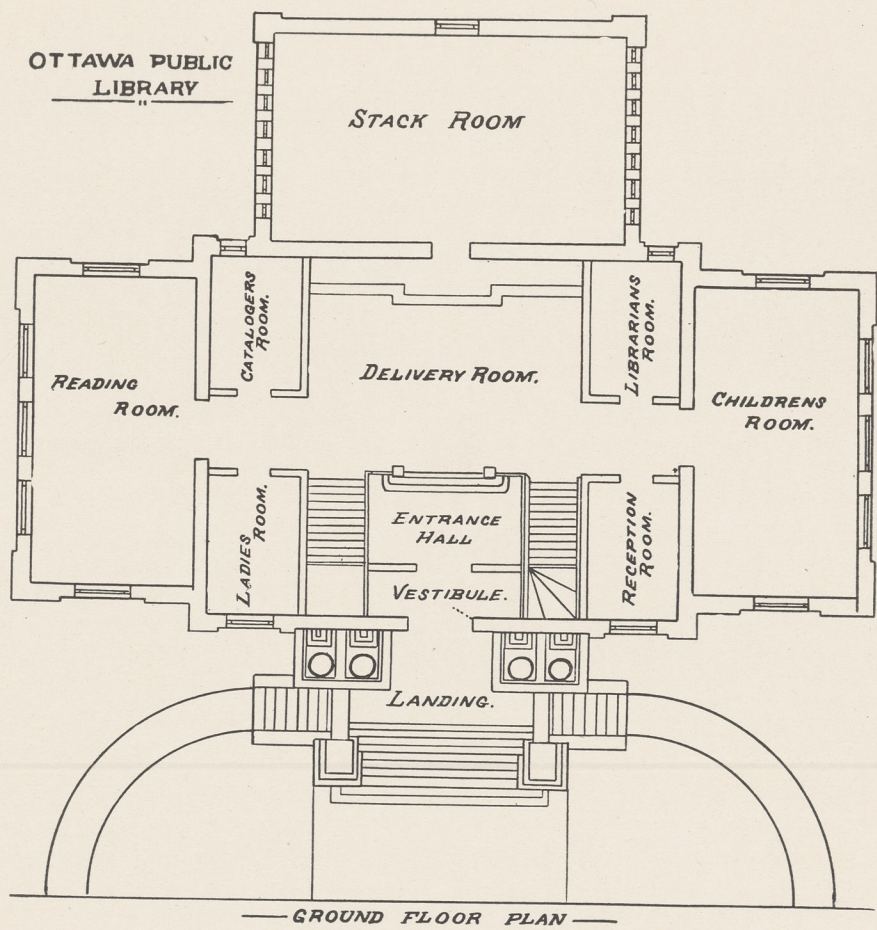 OTTAWA PUBLIC
LIBRARY
STACK ROOM
CATALOGERS
ROOM.
LIBRARIANS
ROOM.
READING
ROOM.
DELIVERY ROOM.
CHILDRENS
ROOM.
LADIES
ROOM.
ENTRANCE
HALL
RECEPTION
ROOM.
VESTIBULE.
LANDING.
GROUND FLOOR PLAN